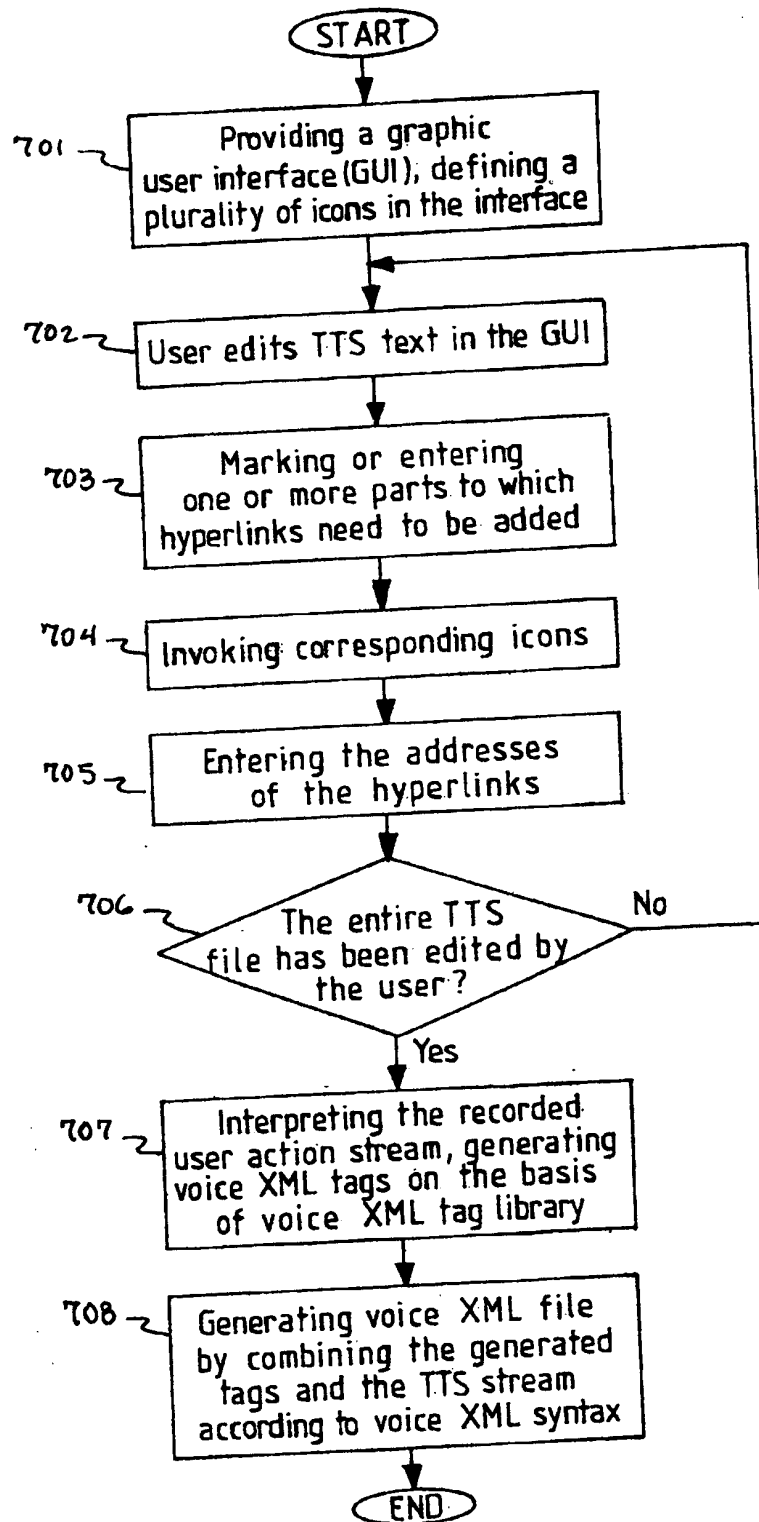 START
701
Providing a graphic
user interface (GUI), defining a
plurality of icons in the interface
702
User edits TTS text in the GUI
703
Marking or entering
one or more parts to which
hyperlinks need to be added
704
Invoking corresponding icons
705
Entering the addresses
of the hyperlinks
706
No
The entire TTS
file has been edited by
the user?
Yes
707
Interpreting the recorded
user action stream, generating
voice XML tags on the basis
of voice XML tag library
708
Generating voice XML file
by combining the generated
tags and the TTS stream
according to voice XML syntax
END